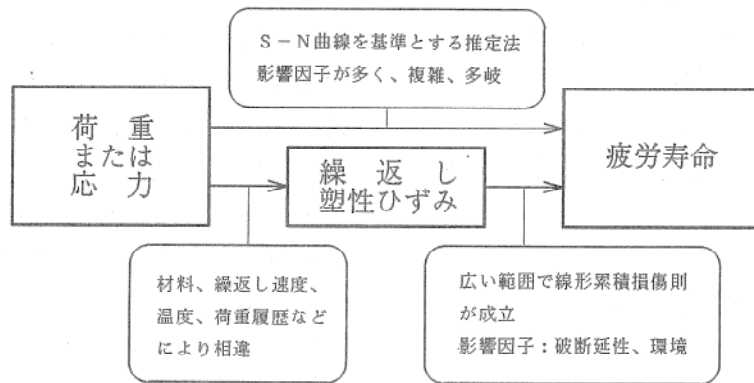 S-N曲線を基準とする推定法
影響因子が多く、複雑、多岐
荷重
または
応力
繰返し
塑性ひずみ
疲労寿命
材料、繰返し速度、
温度、荷重履歴など
により相違
広い範囲で線形累積損傷則
が成立
影響因子：破断延性、環境